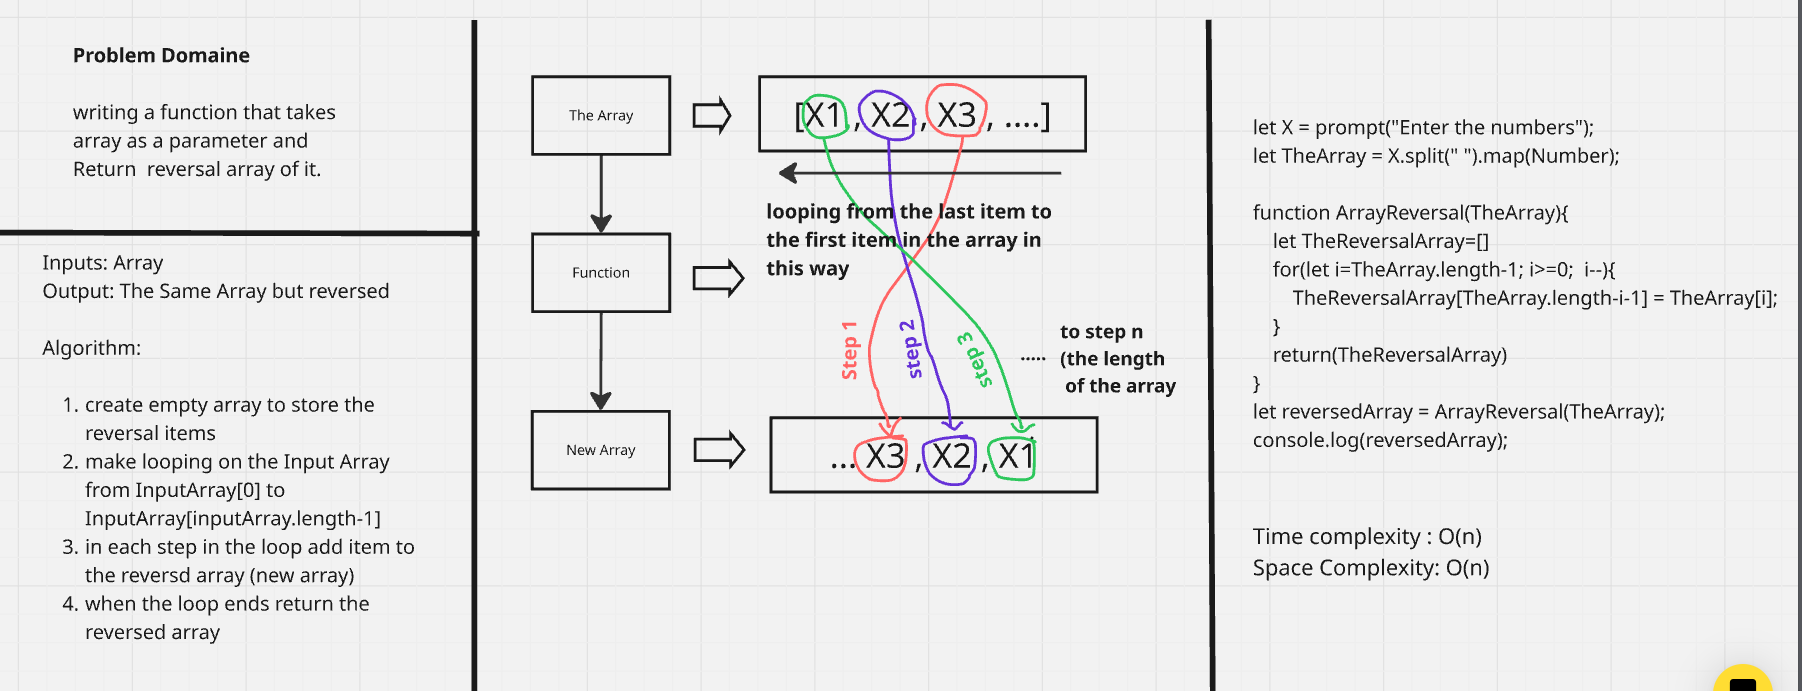 Problem Domaine
writing a function that takes
array as a parameter and
Return  reversal array of it.
Inputs: Array
Output: The Same Array but reversed
Algorithm:
1. create empty array to store the
reversal items
2. make looping on the Input Array
from InputArray[0] to
InputArray[inputArray.length-1]
3. in each step in the loop add item to
the reversd array (new array)
4. when the loop ends return the
reversed array
The Array
[X1 , X2 , X3 , ....]
Function
looping from the last item to
the first item in the array in
this way
Step 1
step 2
step 3
..... to step n
(the length
of the array
New Array
... X3 , X2 , X1
let X = prompt("Enter the numbers");
let TheArray = X.split(" ").map(Number);
function ArrayReversal(TheArray){
let TheReversalArray=[]
for(let i=TheArray.length-1; i>=0;  i--){
TheReversalArray[TheArray.length-i-1] = TheArray[i];
}
return(TheReversalArray)
}
let reversedArray = ArrayReversal(TheArray);
console.log(reversedArray);
Time complexity : O(n)
Space Complexity: O(n)